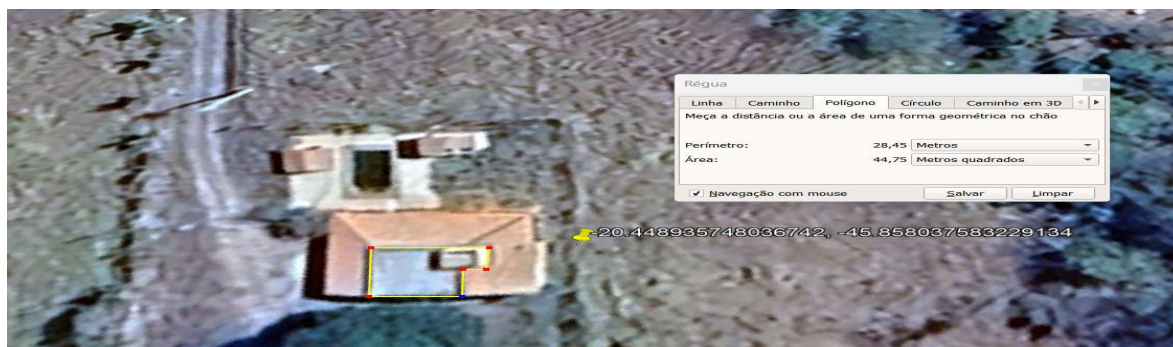 Régua
Linha Caminho Polígono Círculo Caminho em 3D
Meça a distância ou a área de uma forma geométrica no chão
Perímetro: 28,45 Metros
Área: 44,75 Metros quadrados
Navegação com mouse Salvar Limpar
-20.448935748036742, -45.858037583229134